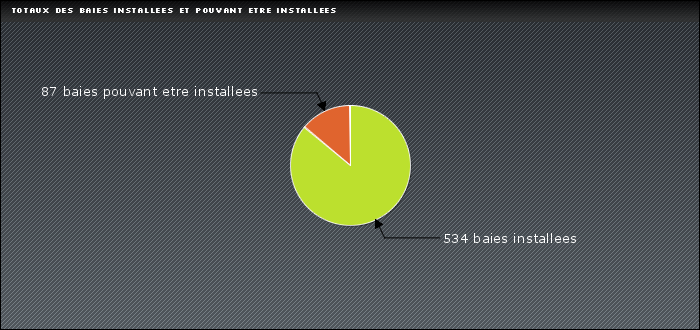 TOTAUX DES BAIES INSTALLEES ET POUVANT ETRE INSTALLEES
87 baies pouvant etre installees
534 baies installees